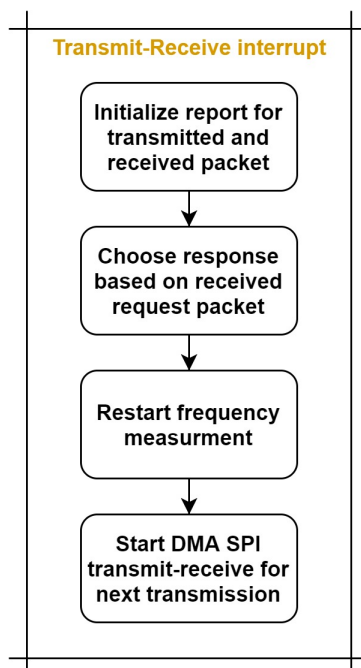 Transmit-Receive interrupt
Initialize report for
transmitted and
received packet
Choose response
based on received
request packet
Restart frequency
measurment
Start DMA SPI
transmit-receive for
next transmission